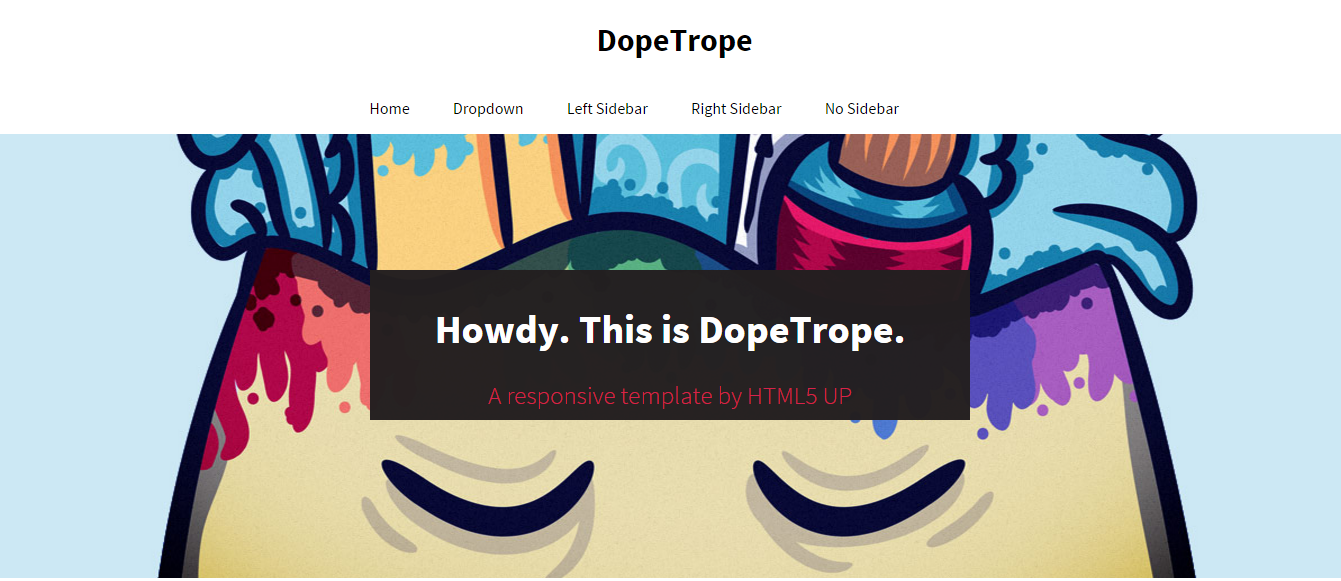 DopeTrope
Home Dropdown Left Sidebar Right Sidebar No Sidebar
Howdy. This is DopeTrope.
A responsive template by HTML5 UP